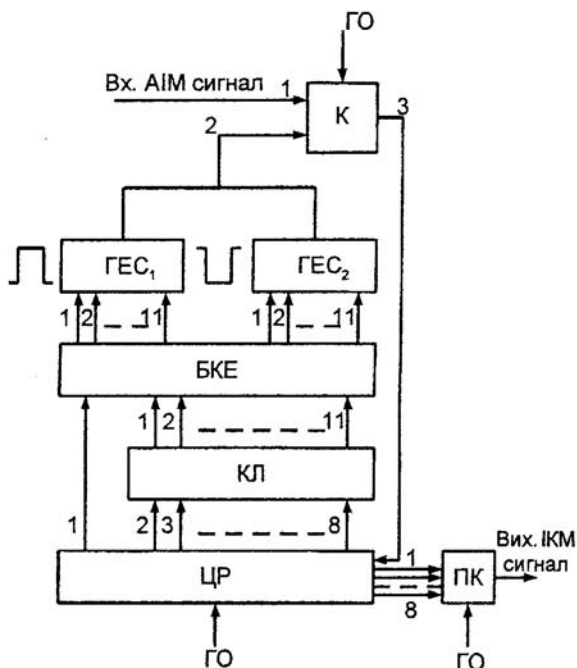 ГО
Вх. АІМ сигнал
1
К
3
2
ГЕС₁
ГЕС₂
1 2 11
1 2 11
БКЕ
1 2 11
КЛ
1 2 3 8
ЦР
1
8
ПК
Вих. ІКМ
сигнал
ГО
ГО